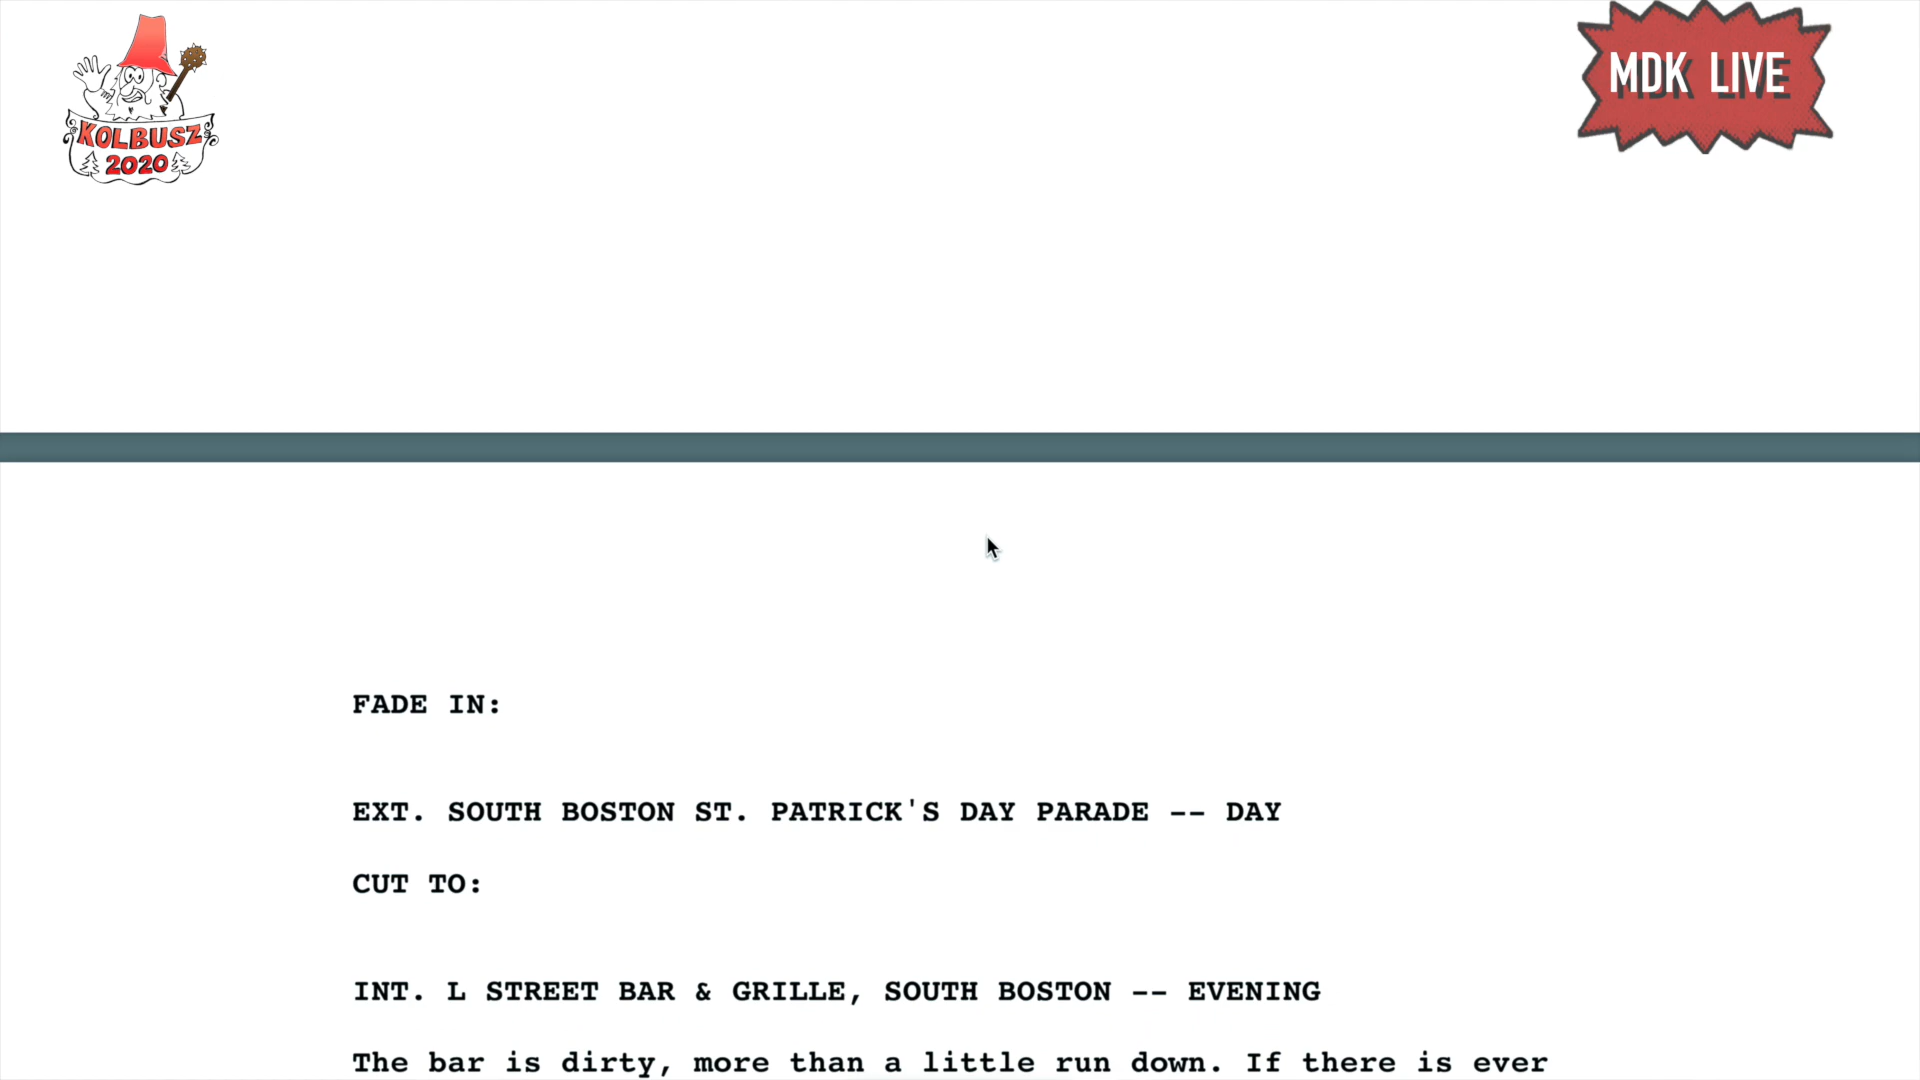 KOLBUSZ
2020
MDK LIVE
FADE IN:
EXT. SOUTH BOSTON ST. PATRICK'S DAY PARADE -- DAY
CUT TO:
INT. L STREET BAR & GRILLE, SOUTH BOSTON -- EVENING
The bar is dirty, more than a little run down. If there is ever